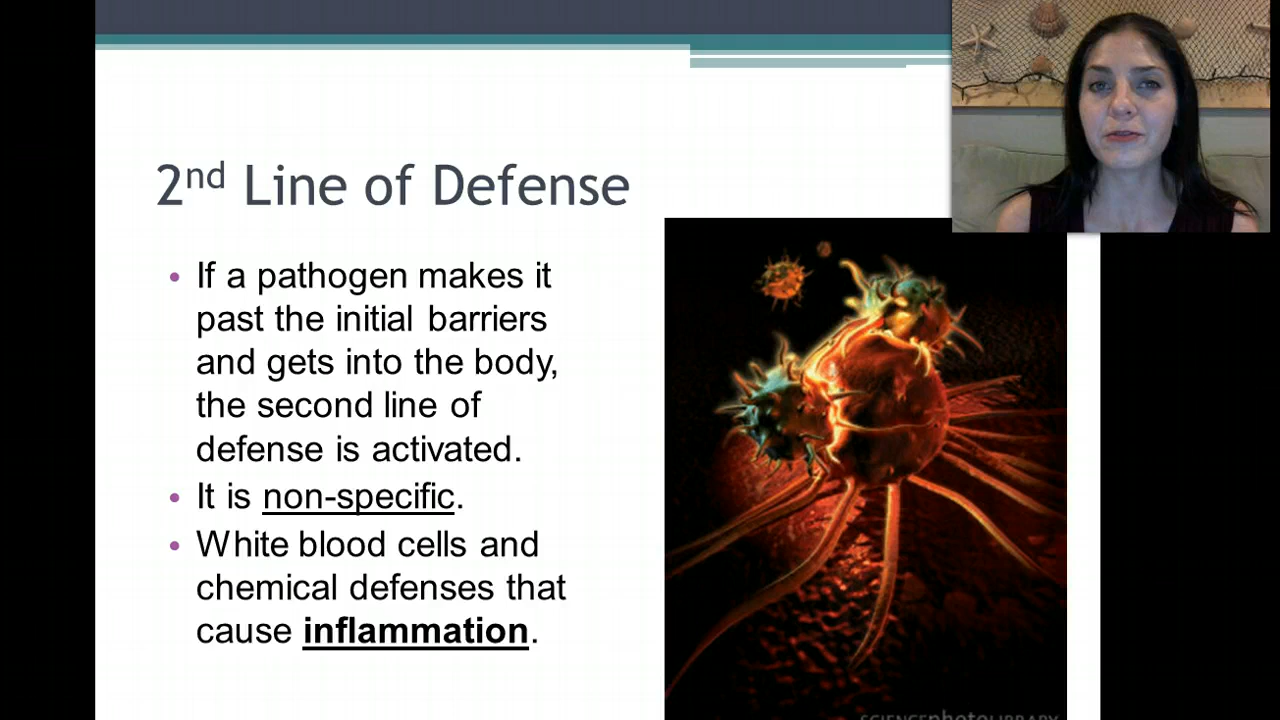 2nd Line of Defense
• If a pathogen makes it
past the initial barriers
and gets into the body,
the second line of
defense is activated.
• It is non-specific.
• White blood cells and
chemical defenses that
cause inflammation.
SCIENCEphotoLIBRARY